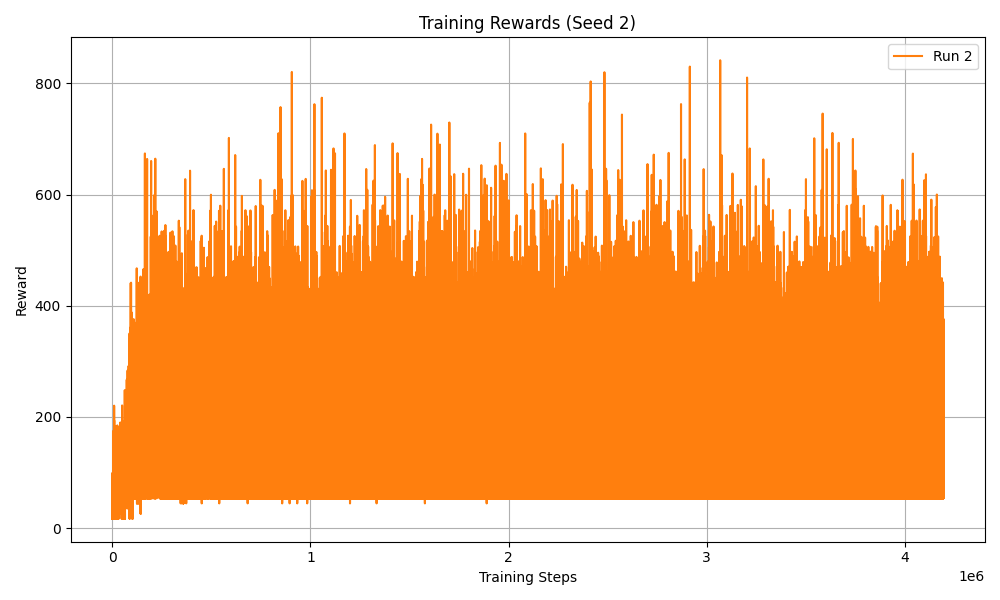 Training Rewards (Seed 2)
Run 2
800
600
400
200
0
Reward
0 1 2 3 4
1e6
Training Steps